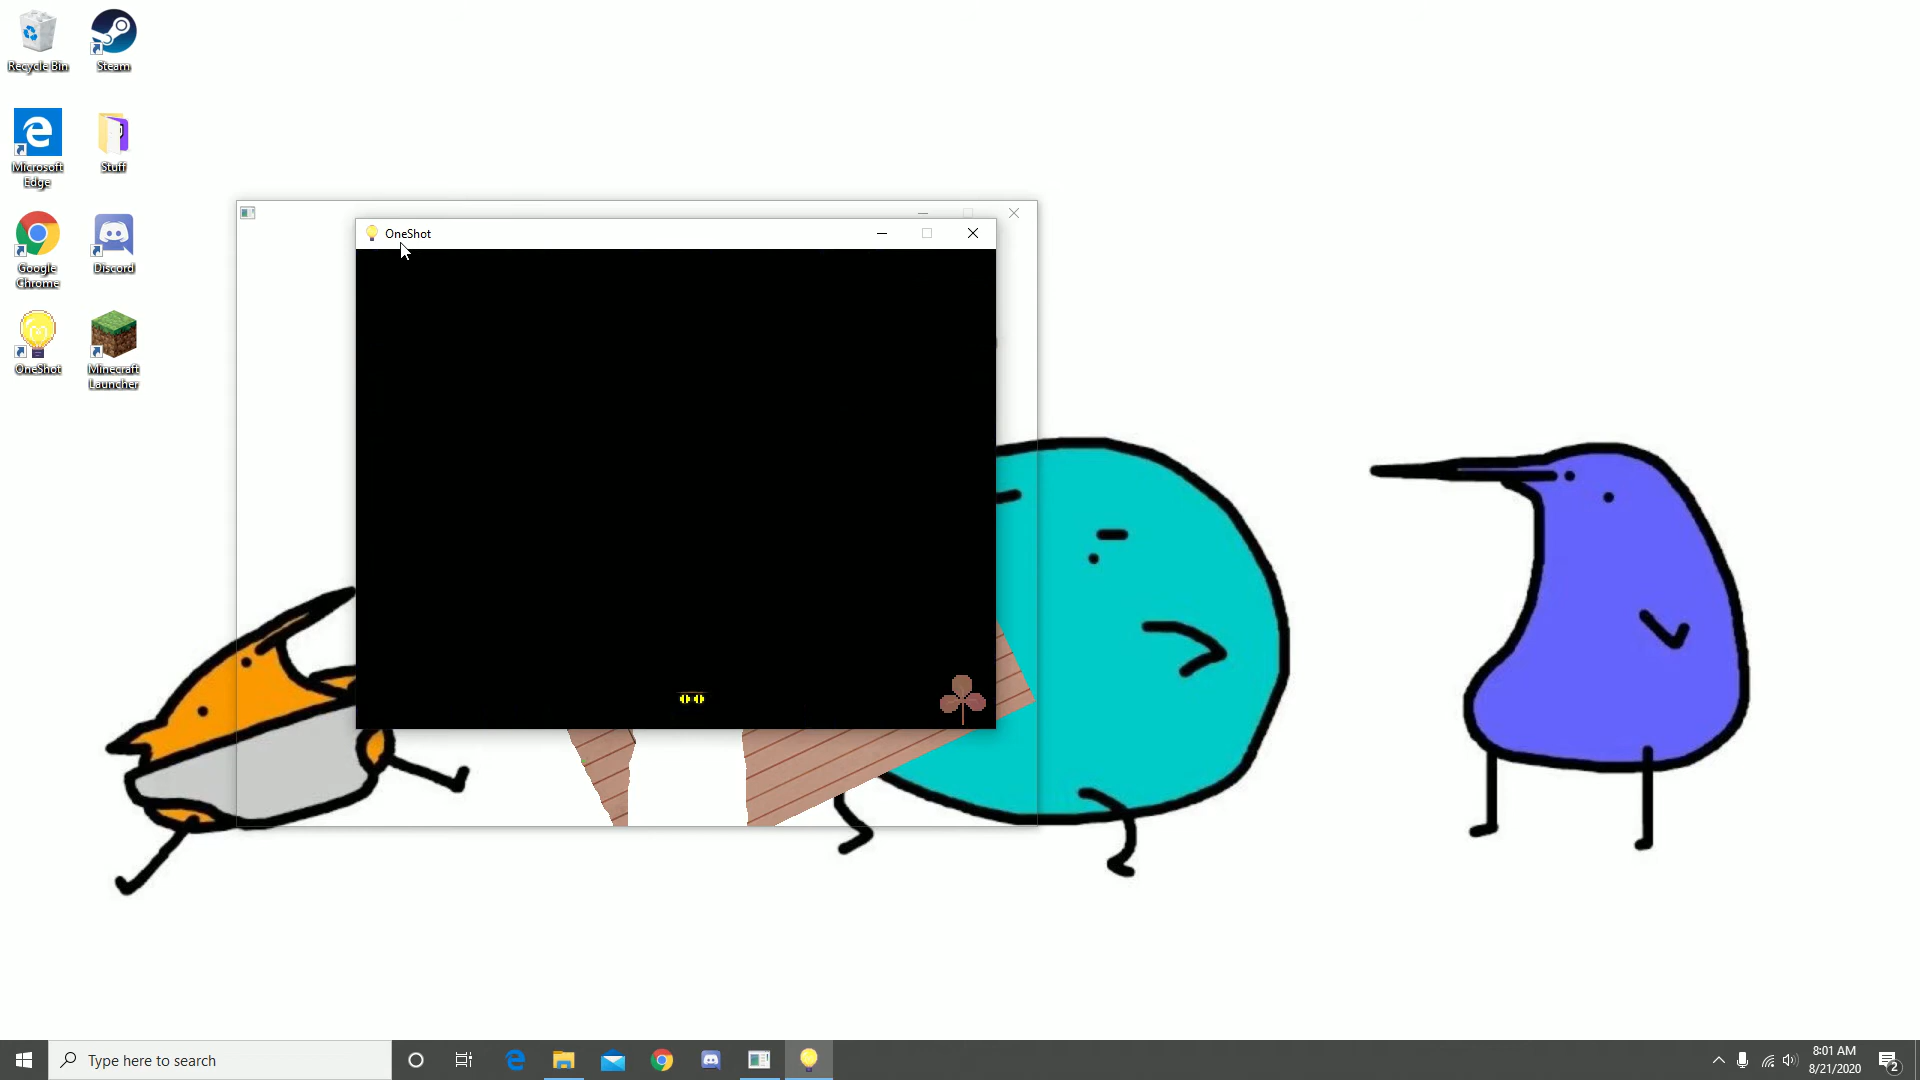 Recycle Bin
Steam
Microsoft
Edge
Stuff
Google
Chrome
Discord
OneShot
Minecraft
Launcher
OneShot
Type here to search
8:01 AM
8/21/2020
2